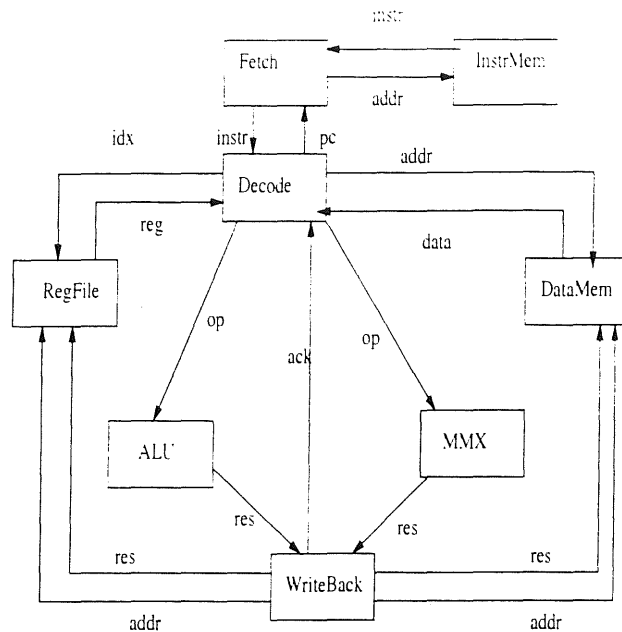 instr
Fetch
InstrMem
addr
idx
instr
pc
addr
Decode
reg
data
RegFile
DataMem
op
op
ack
ALU
MMX
res
res
res
res
WriteBack
addr
addr